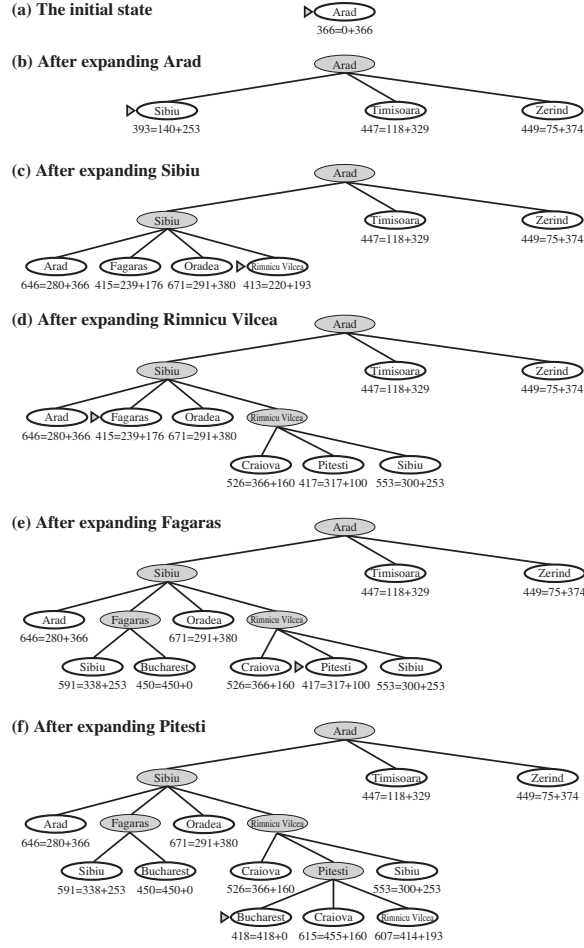 (a) The initial state
Arad
366=0+366
(b) After expanding Arad
Arad
Sibiu Timisoara Zerind
393=140+253 447=118+329 449=75+374
(c) After expanding Sibiu
Arad
Sibiu Timisoara Zerind
447=118+329 449=75+374
Arad Fagaras Oradea Rimnicu Vilcea
646=280+366 415=239+176 671=291+380 413=220+193
(d) After expanding Rimnicu Vilcea
Arad
Sibiu Timisoara Zerind
447=118+329 449=75+374
Arad Fagaras Oradea Rimnicu Vilcea
646=280+366 415=239+176 671=291+380
Craiova Pitesti Sibiu
526=366+160 417=317+100 553=300+253
(e) After expanding Fagaras
Arad
Sibiu Timisoara Zerind
447=118+329 449=75+374
Arad Fagaras Oradea Rimnicu Vilcea
646=280+366 671=291+380
Sibiu Bucharest Craiova Pitesti Sibiu
591=338+253 450=450+0 526=366+160 417=317+100 553=300+253
(f) After expanding Pitesti
Arad
Sibiu Timisoara Zerind
447=118+329 449=75+374
Arad Fagaras Oradea Rimnicu Vilcea
646=280+366 671=291+380
Sibiu Bucharest Craiova Pitesti Sibiu
591=338+253 450=450+0 526=366+160 553=300+253
Bucharest Craiova Rimnicu Vilcea
418=418+0 615=455+160 607=414+193